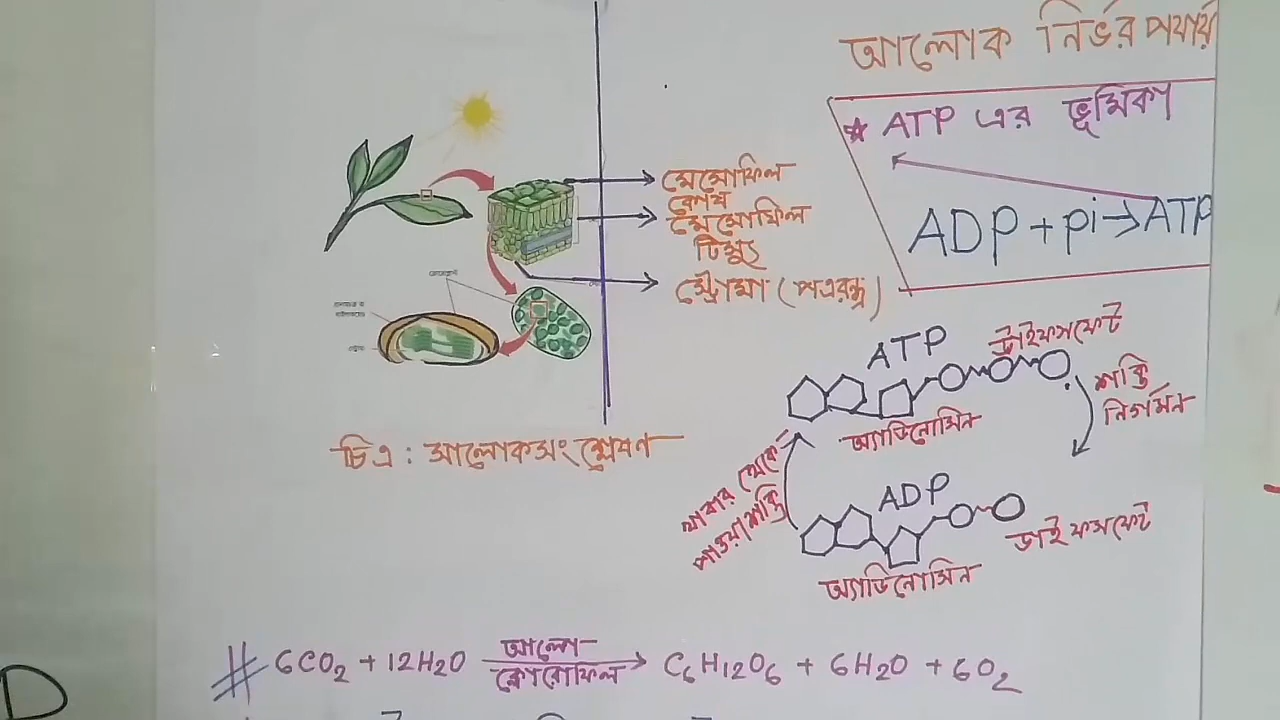 আলোক নির্ভর পর্যায়
☆ ATP এর ভূমিকা
ADP + pi → ATP
মেসোফিল
কোষ
মেসোফিল
টিস্যু
স্ট্রোমা (পত্ররন্ধ্র)
ATP
ট্রাইফসফেট
শক্তি
নির্গমন
অ্যাডিনোসিন
খাবার থেকে
পাওয়া শক্তি
ADP
ডাইফসফেট
অ্যাডিনোসিন
চিত্র : সালোকসংশ্লেষণ
# 6CO2 + 12H2O আলো ক্লোরোফিল → C6H12O6 + 6H2O + 6O2
D